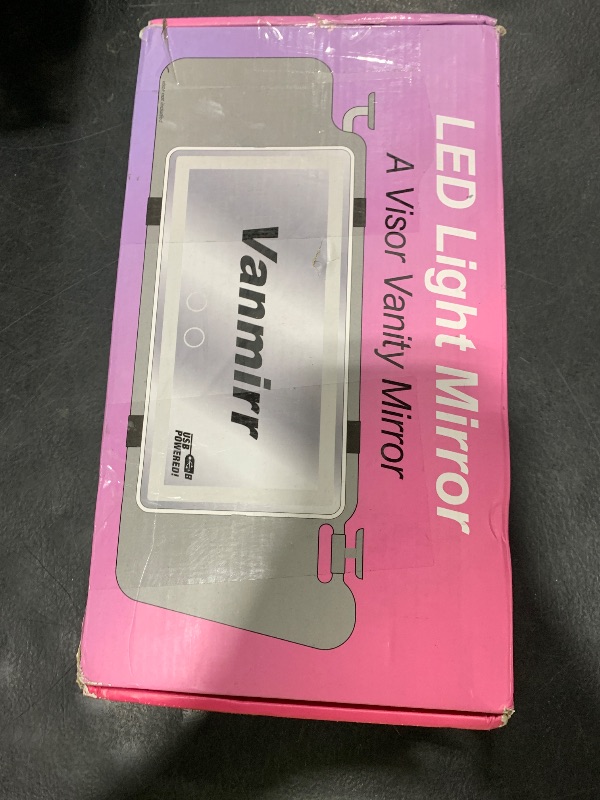 LED Light Mirror
A Visor Vanity Mirror
Vanmirr
USB
POWERED!